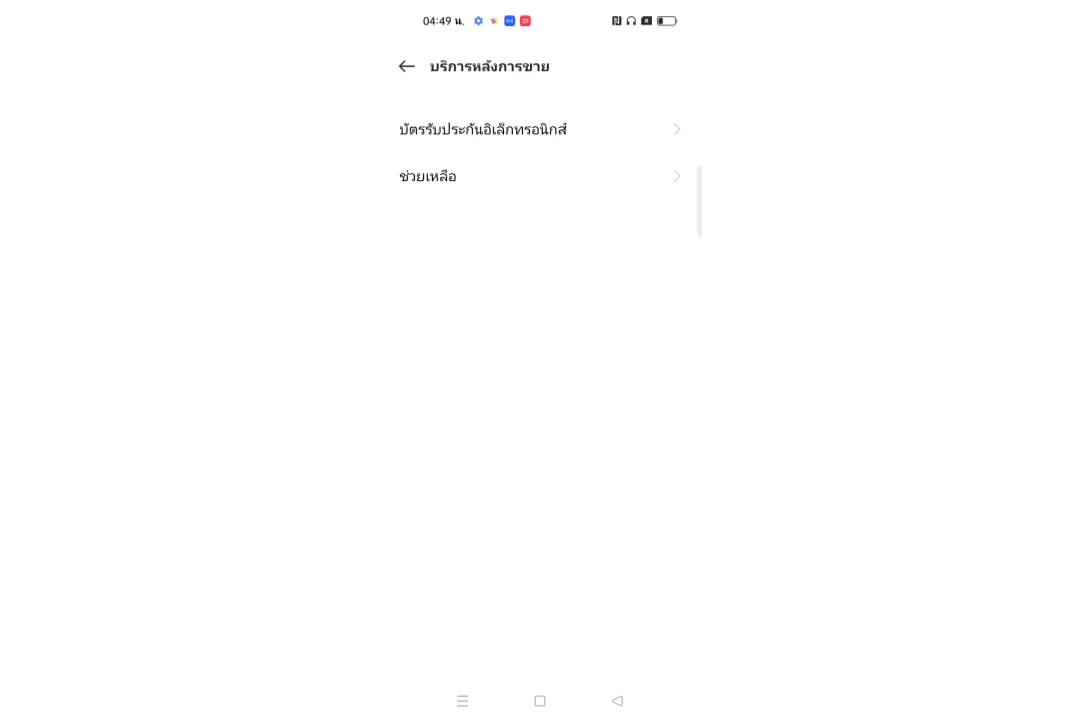 04:49 น.
บริการหลังการขาย
บัตรรับประกันอิเล็กทรอนิกส์
ช่วยเหลือ